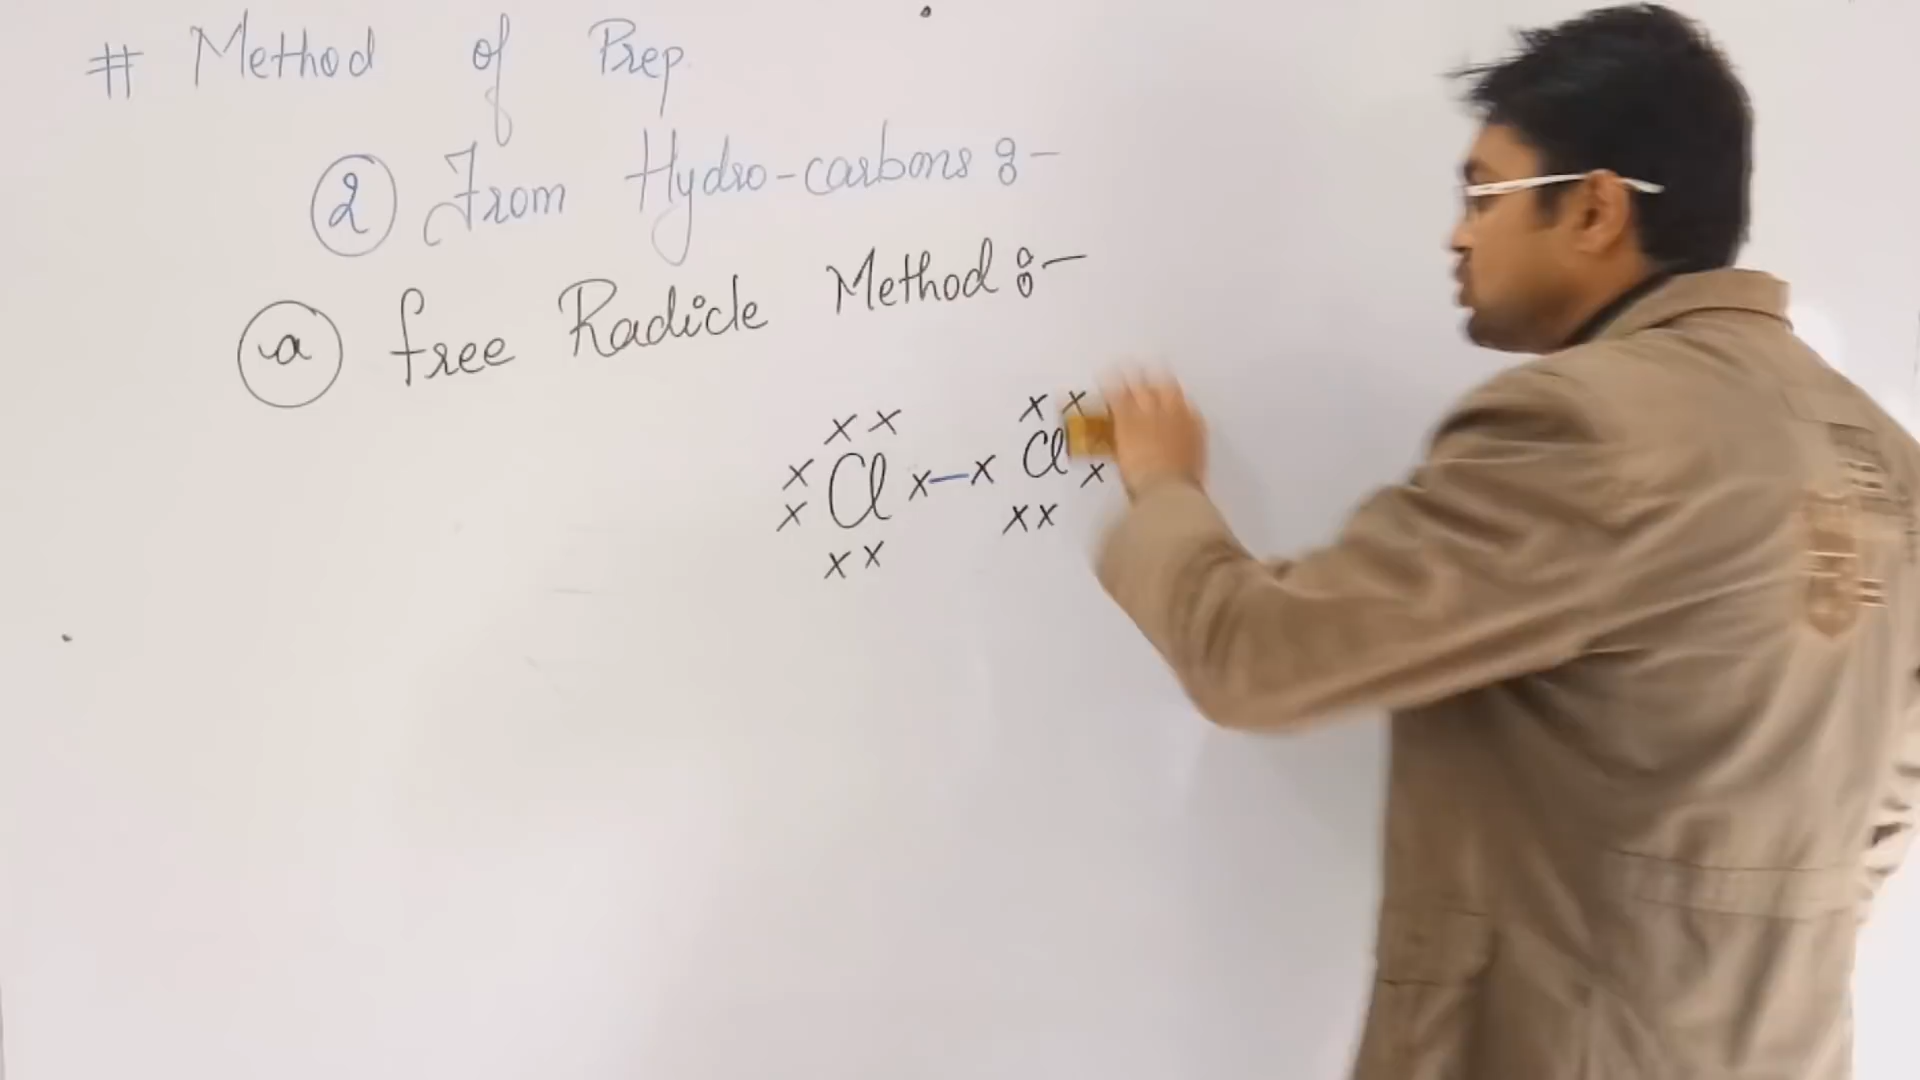 # Method of Prep
② From Hydro-carbons :-
ⓐ free Radicle Method :-
x x x x
x Cl x—x Cl
x x
x x x x